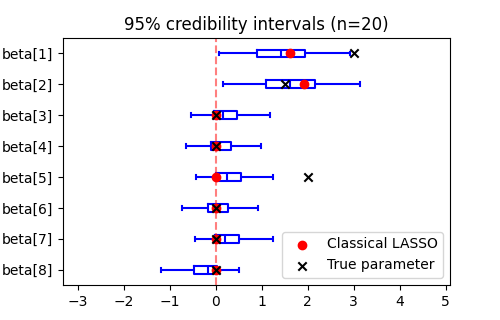 95% credibility intervals (n=20)
beta[1]
beta[2]
beta[3]
beta[4]
beta[5]
beta[6]
beta[7]
beta[8]
Classical LASSO
True parameter
−3 −2 −1 0 1 2 3 4 5